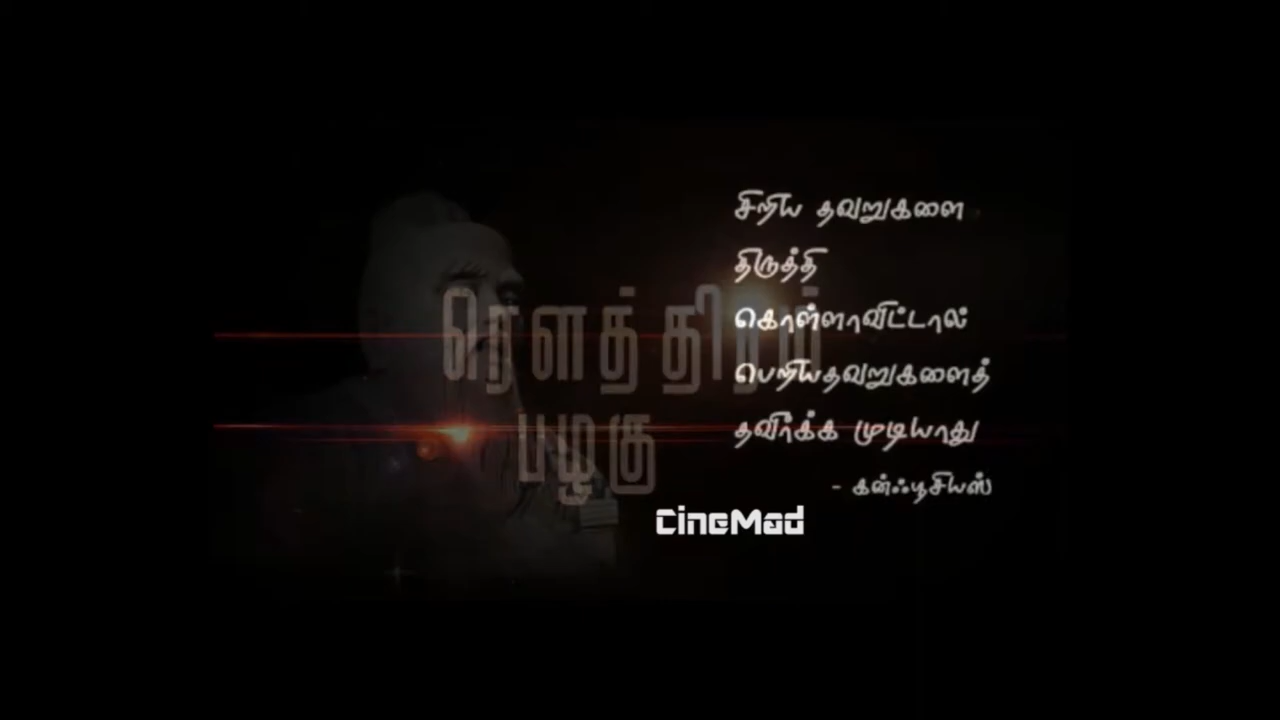 சிறிய தவறுகளை
திருத்தி
கொள்ளாவிட்டால்
பெரியதவறுகளைத்
தவிர்க்க முடியாது
- கன்ஃபூசியஸ்
ரௌத்திரம்
பழகு
CineMad